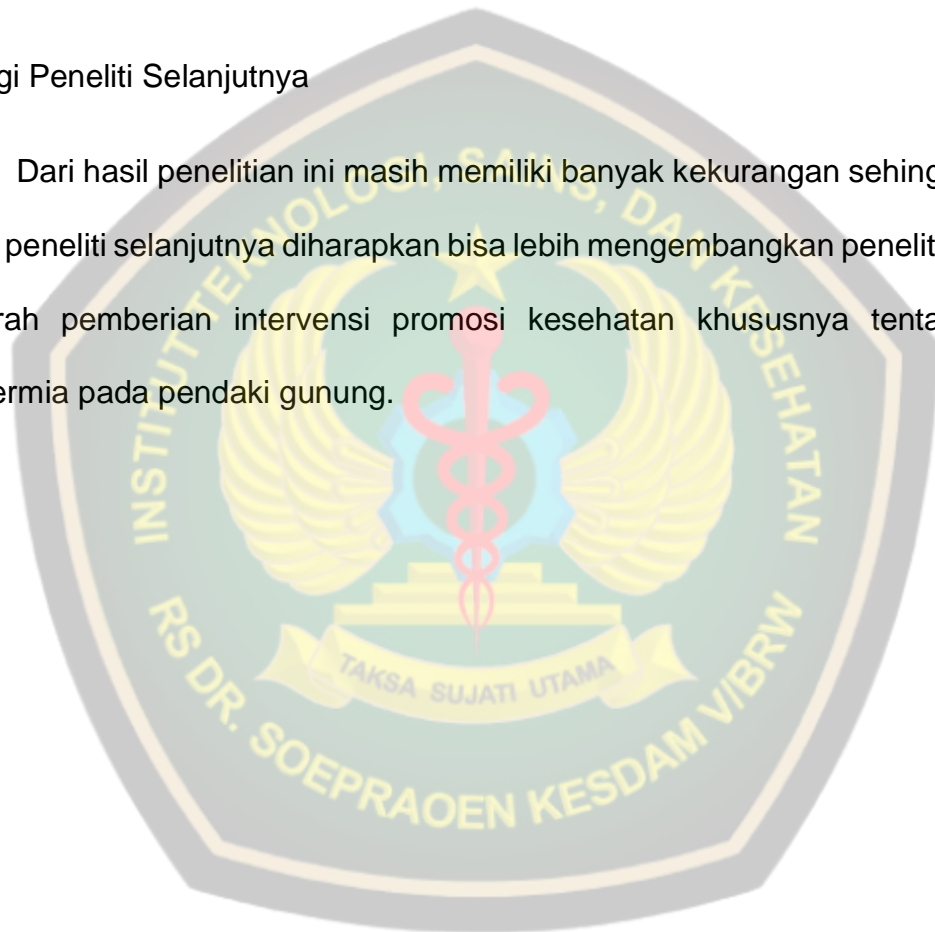 gi Peneliti Selanjutnya
Dari hasil penelitian ini masih memiliki banyak kekurangan sehing
peneliti selanjutnya diharapkan bisa lebih mengembangkan penelit
rah pemberian intervensi promosi kesehatan khususnya tenta
ermia pada pendaki gunung.
INSTITUT TEKNOLOGI, SAINS, DAN KESEHATAN
TAKSA SUJATI UTAMA
RS DR. SOEPRAOEN KESDAM V/BRW